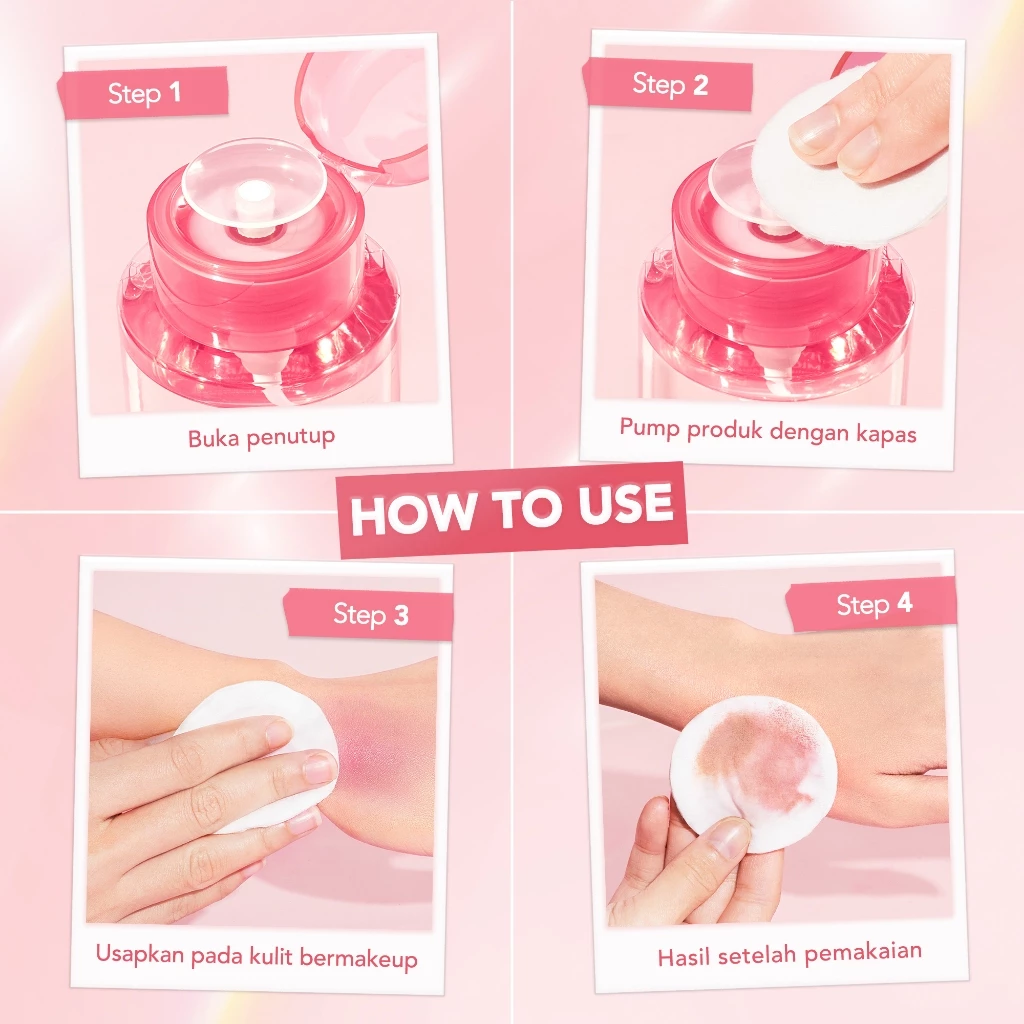 Step 1
Buka penutup
Step 2
Pump produk dengan kapas
HOW TO USE
Step 3
Usapkan pada kulit bermakeup
Step 4
Hasil setelah pemakaian